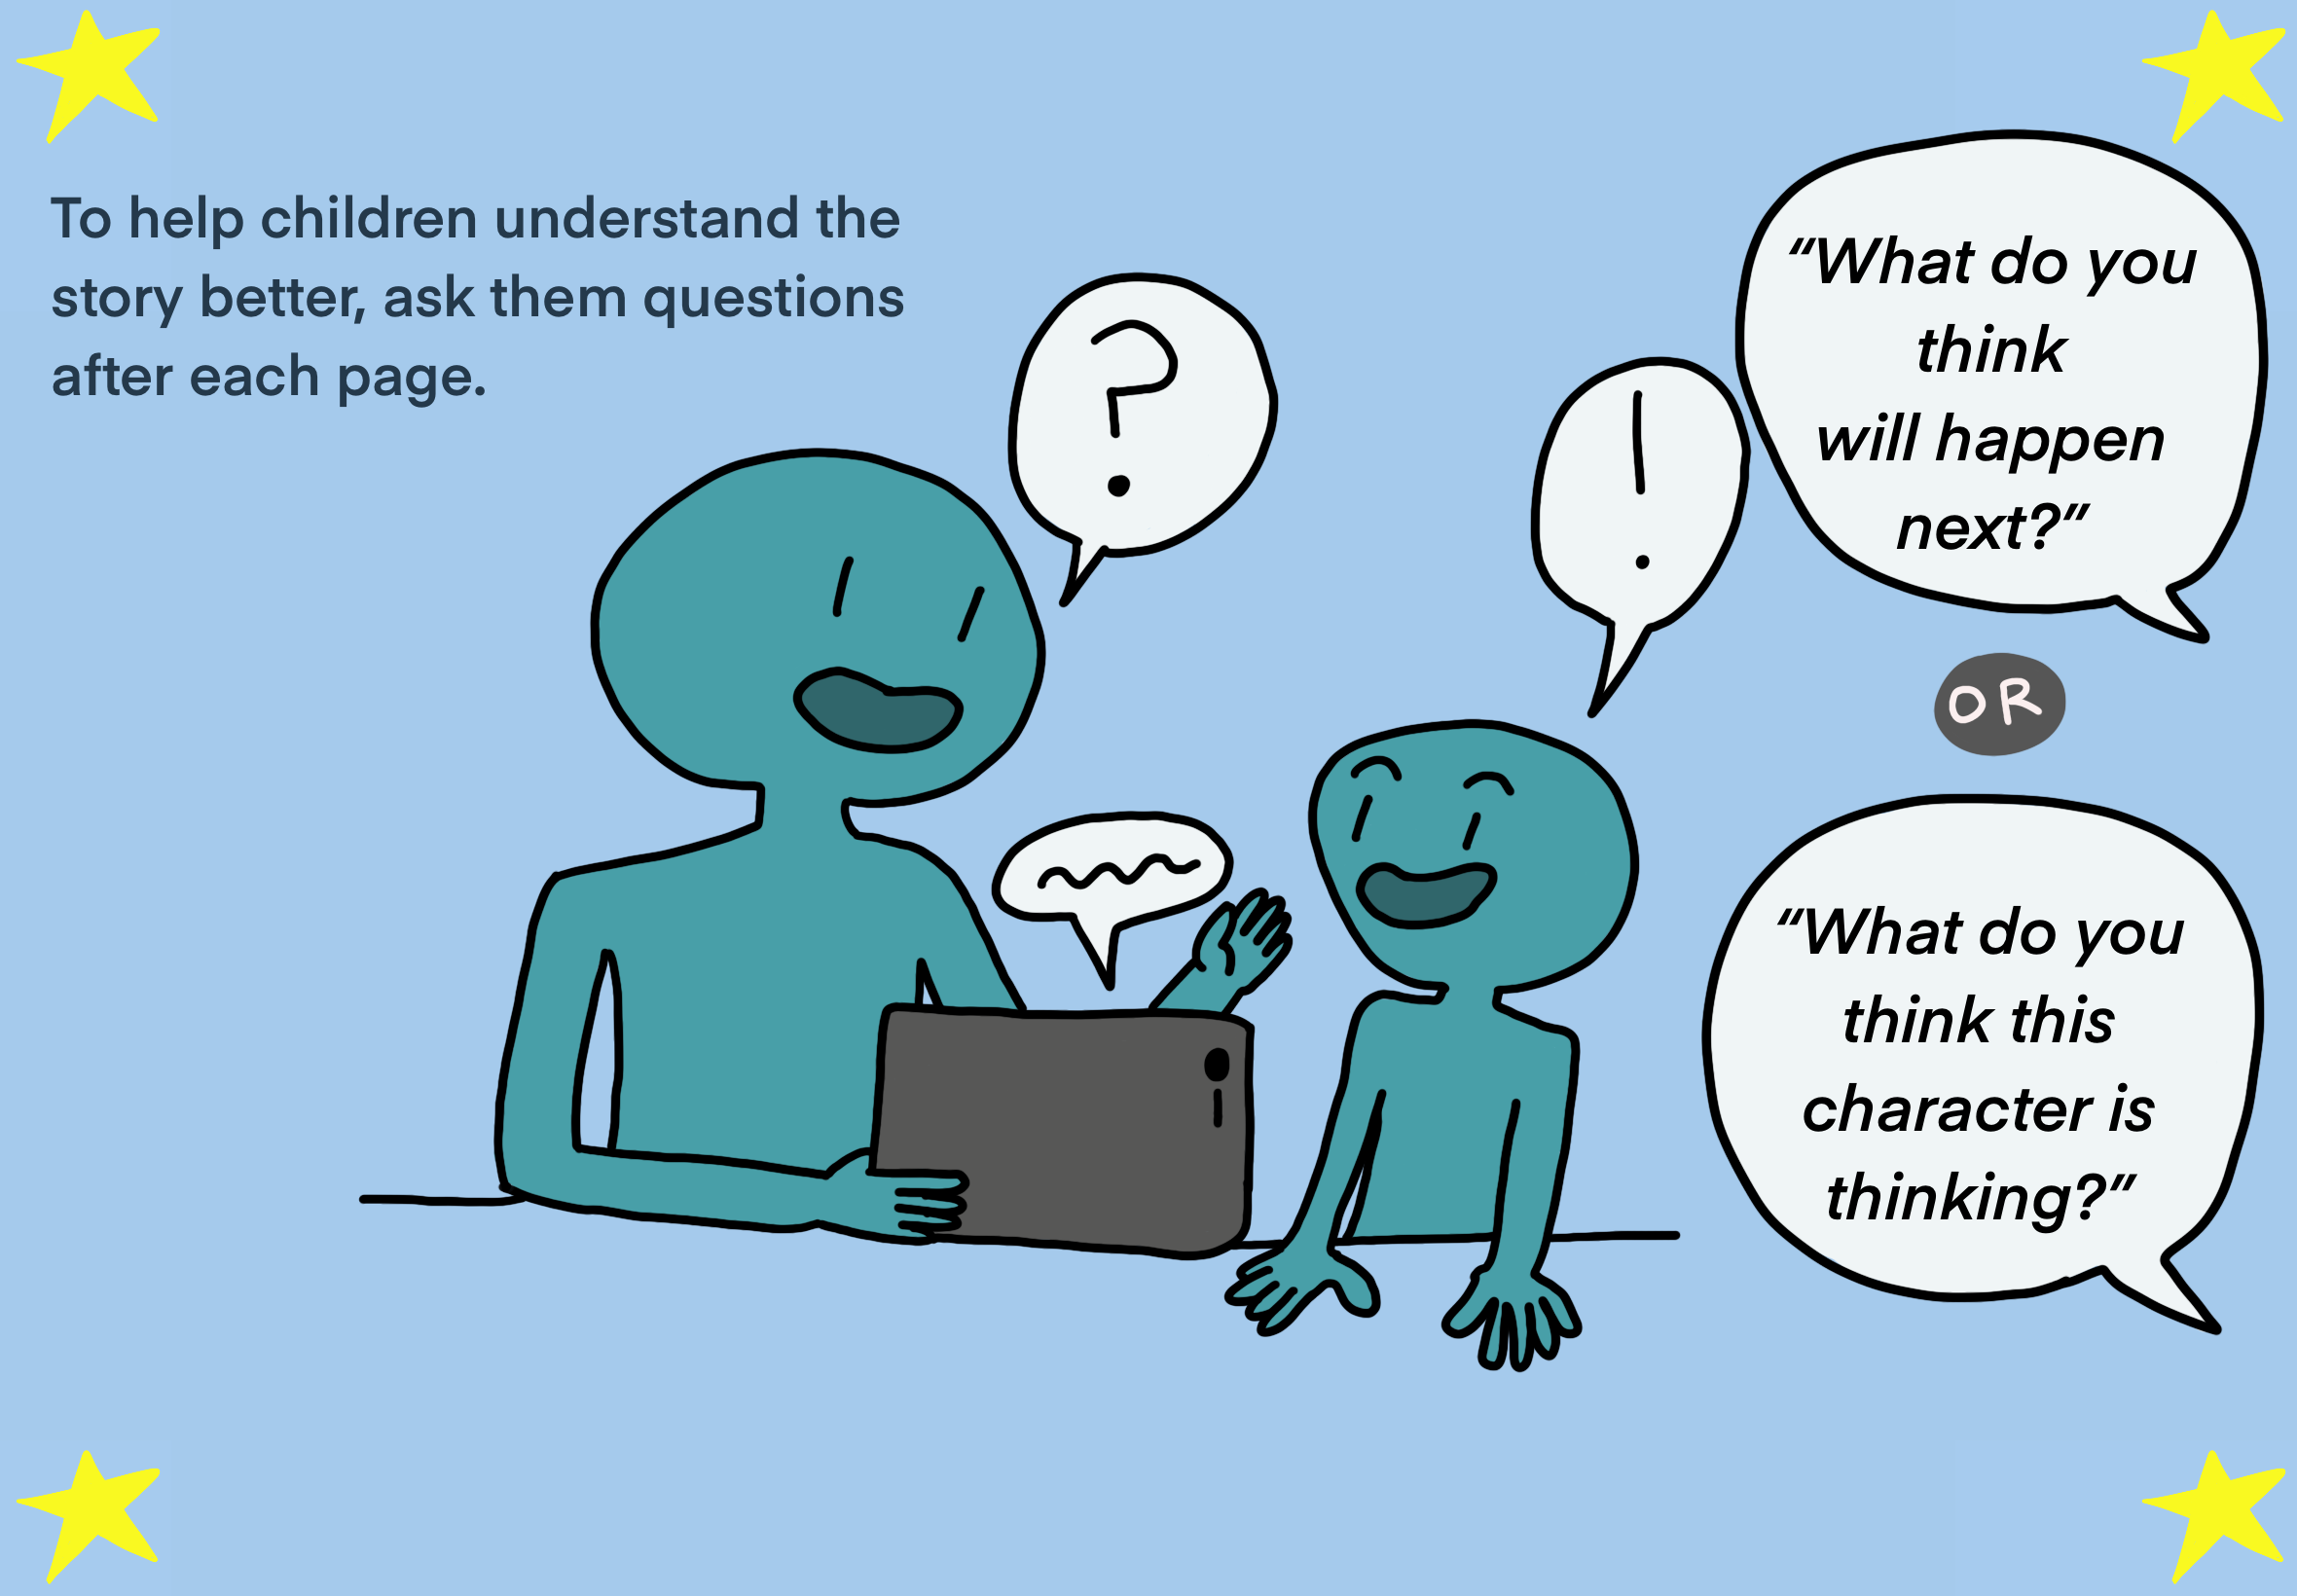 To help children understand the
story better, ask them questions
after each page.
?
!
"What do you
think
will happen
next?"
OR
"What do you
think this
character is
thinking?"